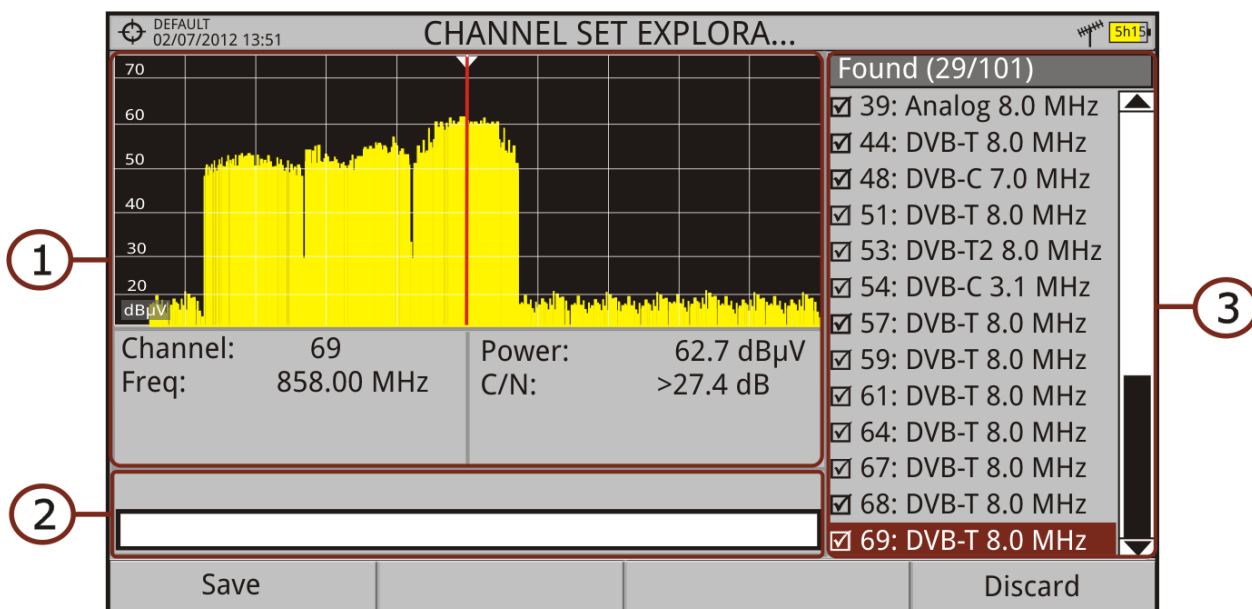 DEFAULT
02/07/2012 13:51
CHANNEL SET EXPLORA...
5h15
70
60
50
40
30
20
dBµV
Channel: 69
Freq: 858.00 MHz
Power: 62.7 dBµV
C/N: >27.4 dB
Found (29/101)
39: Analog 8.0 MHz
44: DVB-T 8.0 MHz
48: DVB-C 7.0 MHz
51: DVB-T 8.0 MHz
53: DVB-T2 8.0 MHz
54: DVB-C 3.1 MHz
57: DVB-T 8.0 MHz
59: DVB-T 8.0 MHz
61: DVB-T 8.0 MHz
64: DVB-T 8.0 MHz
67: DVB-T 8.0 MHz
68: DVB-T 8.0 MHz
69: DVB-T 8.0 MHz
Save
Discard
1
2
3